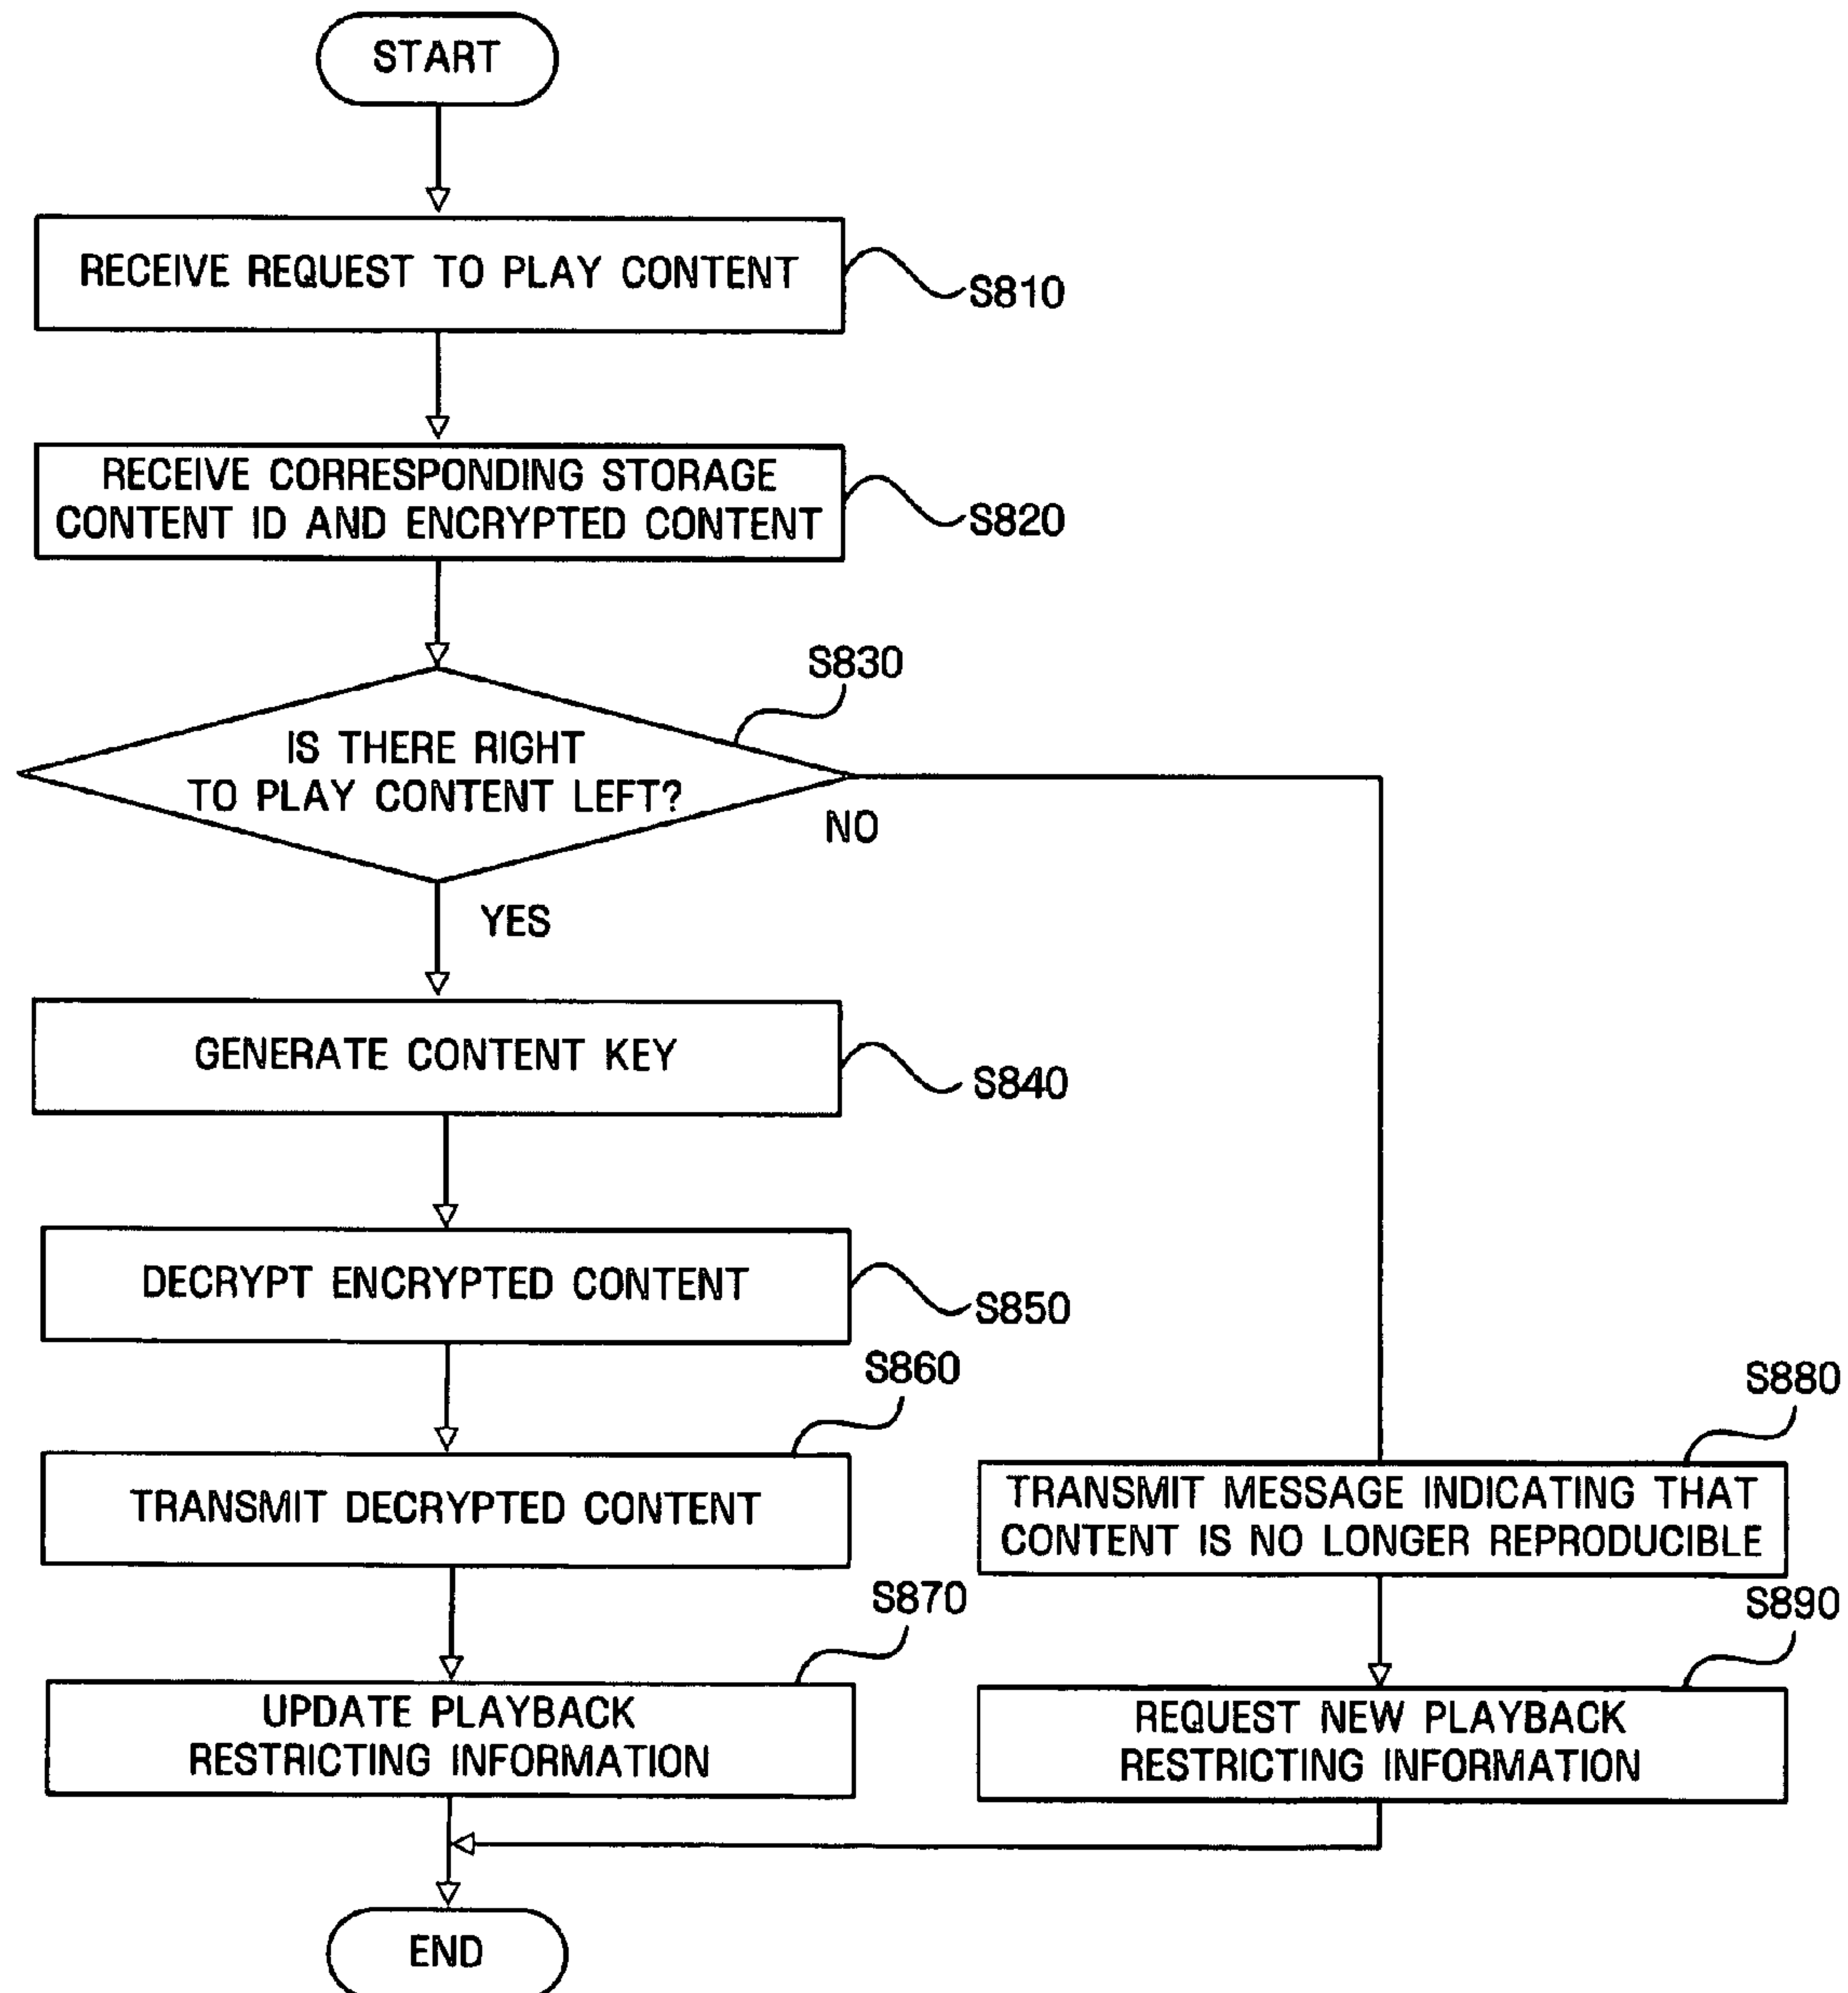 START
RECEIVE REQUEST TO PLAY CONTENT
S810
RECEIVE CORRESPONDING STORAGE
CONTENT ID AND ENCRYPTED CONTENT
S820
S830
IS THERE RIGHT
TO PLAY CONTENT LEFT?
NO
YES
GENERATE CONTENT KEY
S840
DECRYPT ENCRYPTED CONTENT
S850
S860
TRANSMIT DECRYPTED CONTENT
S880
TRANSMIT MESSAGE INDICATING THAT
CONTENT IS NO LONGER REPRODUCIBLE
S870
UPDATE PLAYBACK
RESTRICTING INFORMATION
S890
REQUEST NEW PLAYBACK
RESTRICTING INFORMATION
END